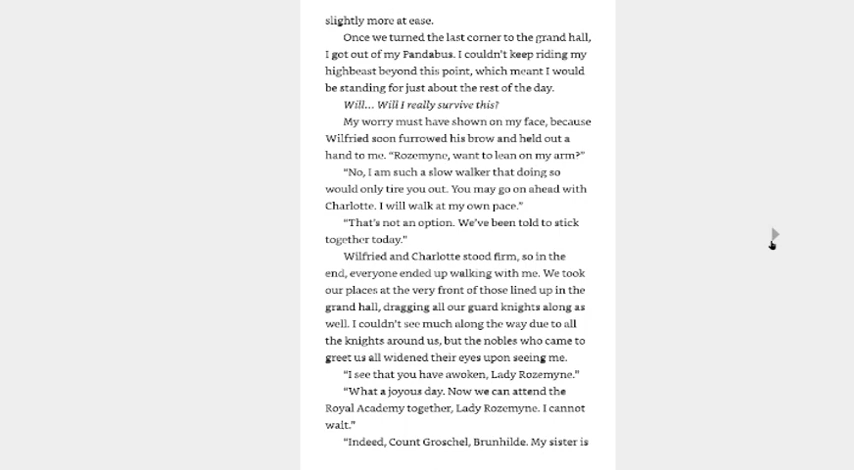 slightly more at ease.
Once we turned the last corner to the grand hall,
I got out of my Pandabus. I couldn't keep riding my
highbeast beyond this point, which meant I would
be standing for just about the rest of the day.
Will... Will I really survive this?
My worry must have shown on my face, because
Wilfried soon furrowed his brow and held out a
hand to me. “Rozemyne, want to lean on my arm?”
“No, I am such a slow walker that doing so
would only tire you out. You may go on ahead with
Charlotte. I will walk at my own pace.”
“That's not an option. We've been told to stick
together today.”
Wilfried and Charlotte stood firm, so in the
end, everyone ended up walking with me. We took
our places at the very front of those lined up in the
grand hall, dragging all our guard knights along as
well. I couldn't see much along the way due to all
the knights around us, but the nobles who came to
greet us all widened their eyes upon seeing me.
“I see that you have awoken, Lady Rozemyne.”
“What a joyous day. Now we can attend the
Royal Academy together, Lady Rozemyne. I cannot
wait.”
“Indeed, Count Groschel, Brunhilde. My sister is